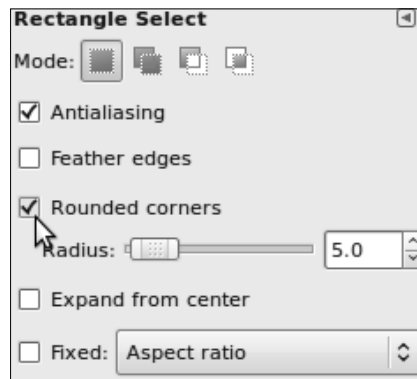 Rectangle Select
Mode:
Antialiasing
Feather edges
Rounded corners
Radius: 5.0
Expand from center
Fixed: Aspect ratio